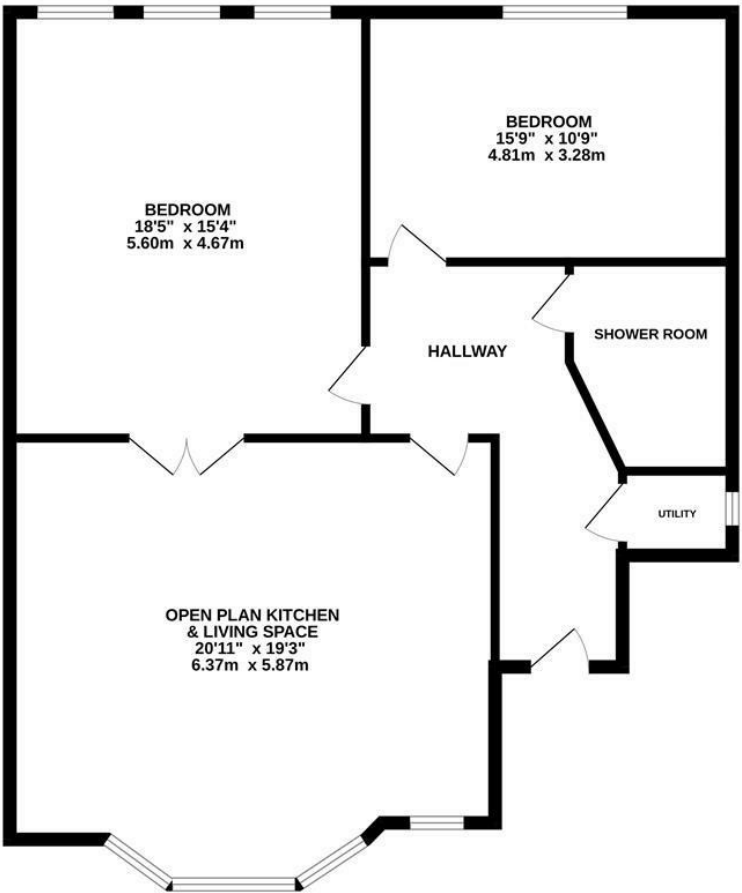 BEDROOM
15'9" x 10'9"
4.81m x 3.28m
BEDROOM
18'5" x 15'4"
5.60m x 4.67m
SHOWER ROOM
HALLWAY
UTILITY
OPEN PLAN KITCHEN
& LIVING SPACE
20'11" x 19'3"
6.37m x 5.87m